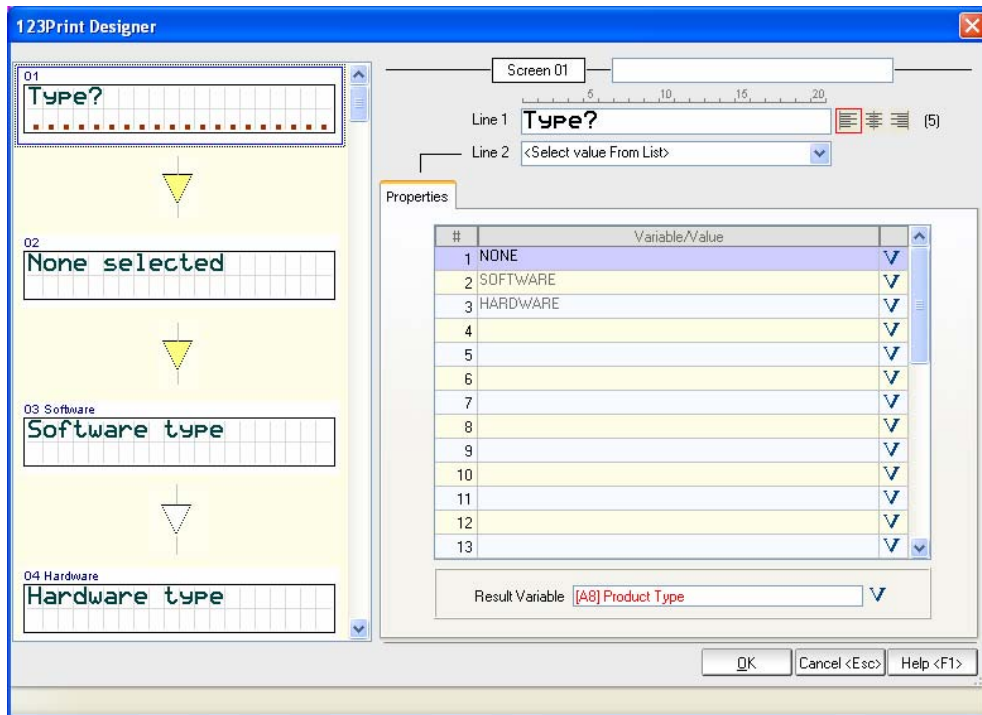 123Print Designer
01
Type?
02
None selected
03 Software
Software type
04 Hardware
Hardware type
Screen 01
5 10 15 20
Line 1 Type? (5)
Line 2 <Select value From List>
Properties
# Variable/Value
1 NONE V
2 SOFTWARE V
3 HARDWARE V
4 V
5 V
6 V
7 V
8 V
9 V
10 V
11 V
12 V
13 V
Result Variable [A8] Product Type V
OK Cancel <Esc> Help <F1>